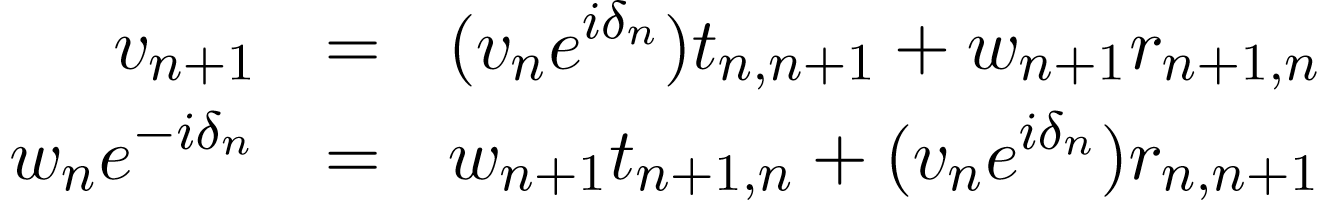 v_{n+1} = (v_n e^{iδ_n})t_{n,n+1} + w_{n+1}r_{n+1,n}
w_n e^{-iδ_n} = w_{n+1}t_{n+1,n} + (v_n e^{iδ_n})r_{n,n+1}